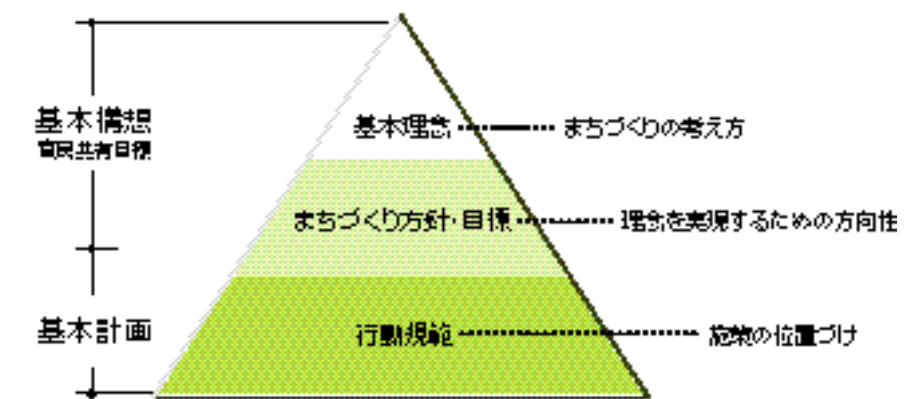 基本構想
官民共有目標
基本理念
まちづくりの考え方
まちづくり方針・目標
理念を実現するための方向性
基本計画
行動規範
施策の位置づけ